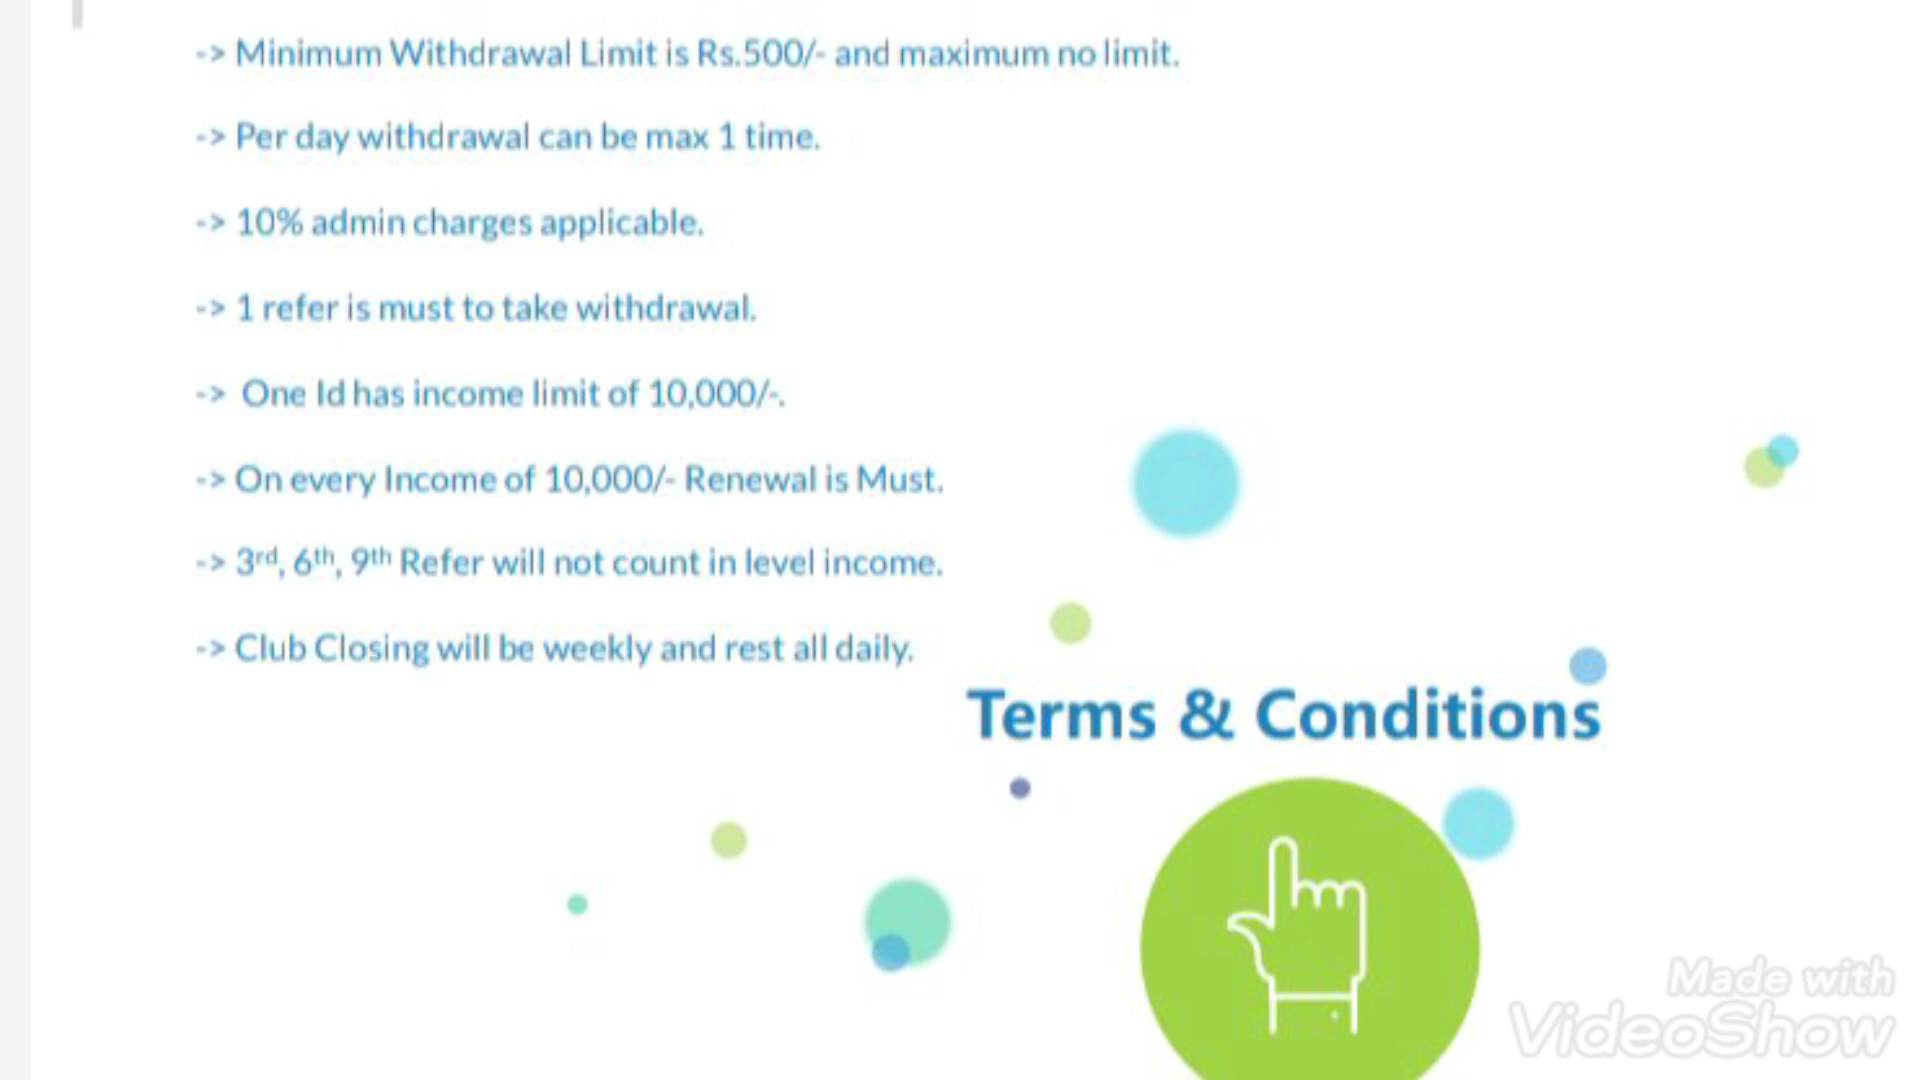 -> Minimum Withdrawal Limit is Rs.500/- and maximum no limit.
-> Per day withdrawal can be max 1 time.
-> 10% admin charges applicable.
-> 1 refer is must to take withdrawal.
-> One Id has income limit of 10,000/-.
-> On every Income of 10,000/- Renewal is Must.
-> 3rd, 6th, 9th Refer will not count in level income.
-> Club Closing will be weekly and rest all daily.
Terms & Conditions
Made with
VideoShow